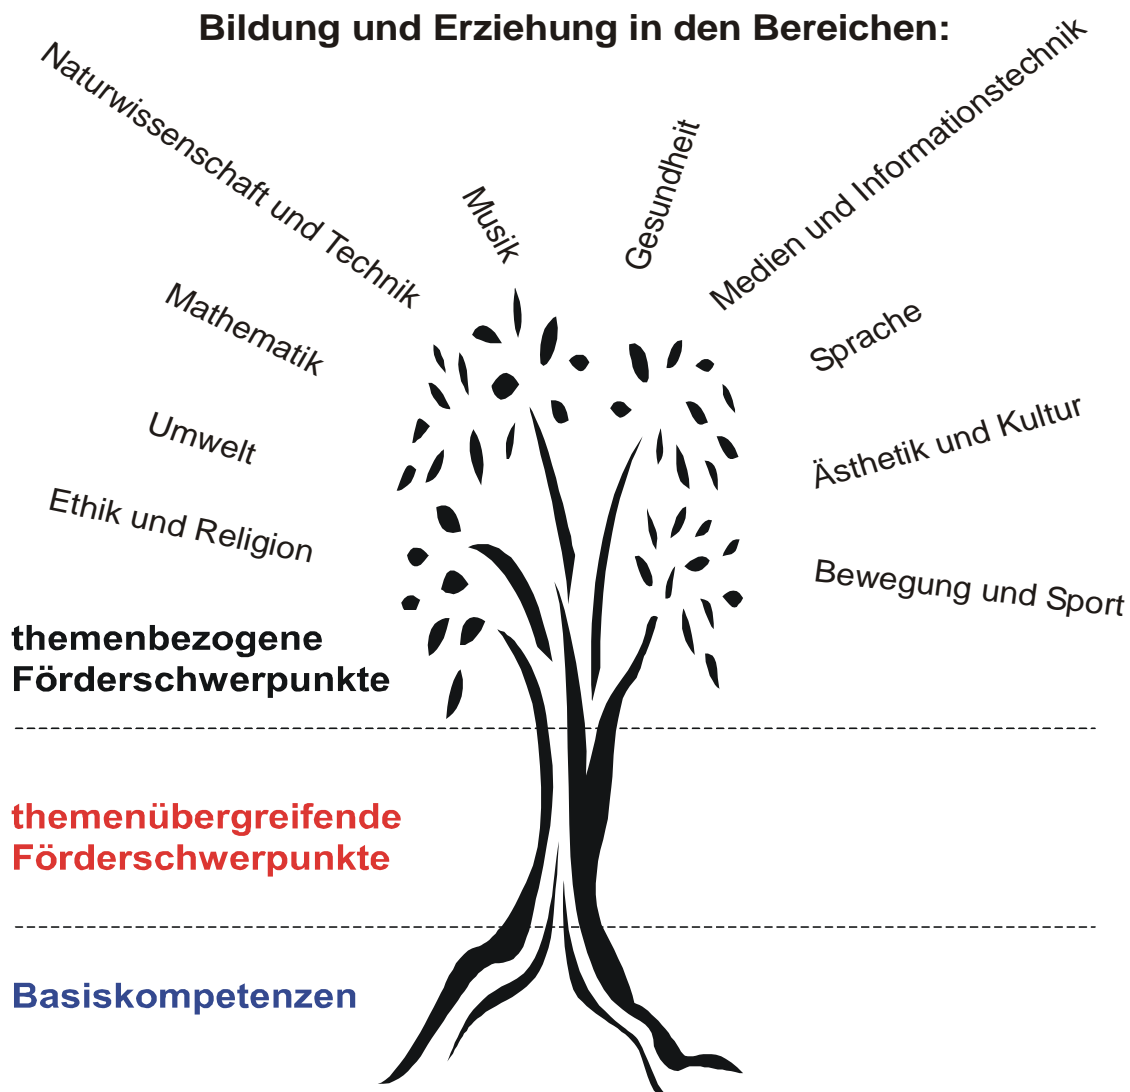 Bildung und Erziehung in den Bereichen:
Naturwissenschaft und Technik
Musik
Gesundheit
Medien und Informationstechnik
Mathematik
Sprache
Umwelt
Ästhetik und Kultur
Ethik und Religion
Bewegung und Sport
themenbezogene
Förderschwerpunkte
themenübergreifende
Förderschwerpunkte
Basiskompetenzen